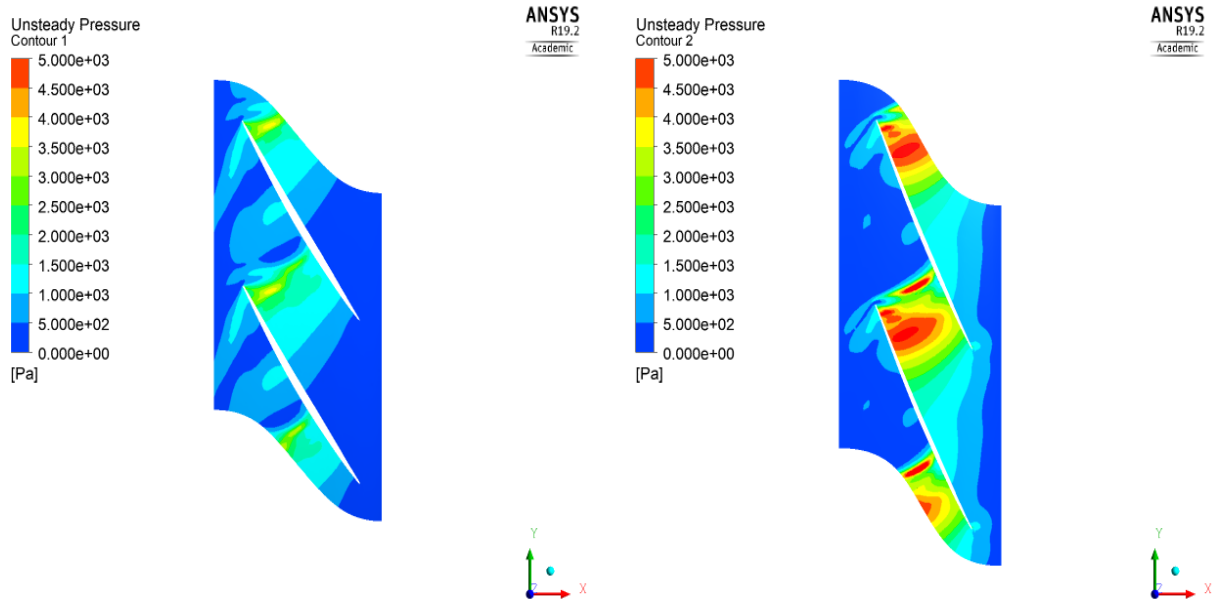 Unsteady Pressure
Contour 1
5.000e+03
4.500e+03
4.000e+03
3.500e+03
3.000e+03
2.500e+03
2.000e+03
1.500e+03
1.000e+03
5.000e+02
0.000e+00
[Pa]
ANSYS
R19.2
Academic
Y
Z
X
Unsteady Pressure
Contour 2
5.000e+03
4.500e+03
4.000e+03
3.500e+03
3.000e+03
2.500e+03
2.000e+03
1.500e+03
1.000e+03
5.000e+02
0.000e+00
[Pa]
ANSYS
R19.2
Academic
Y
Z
X